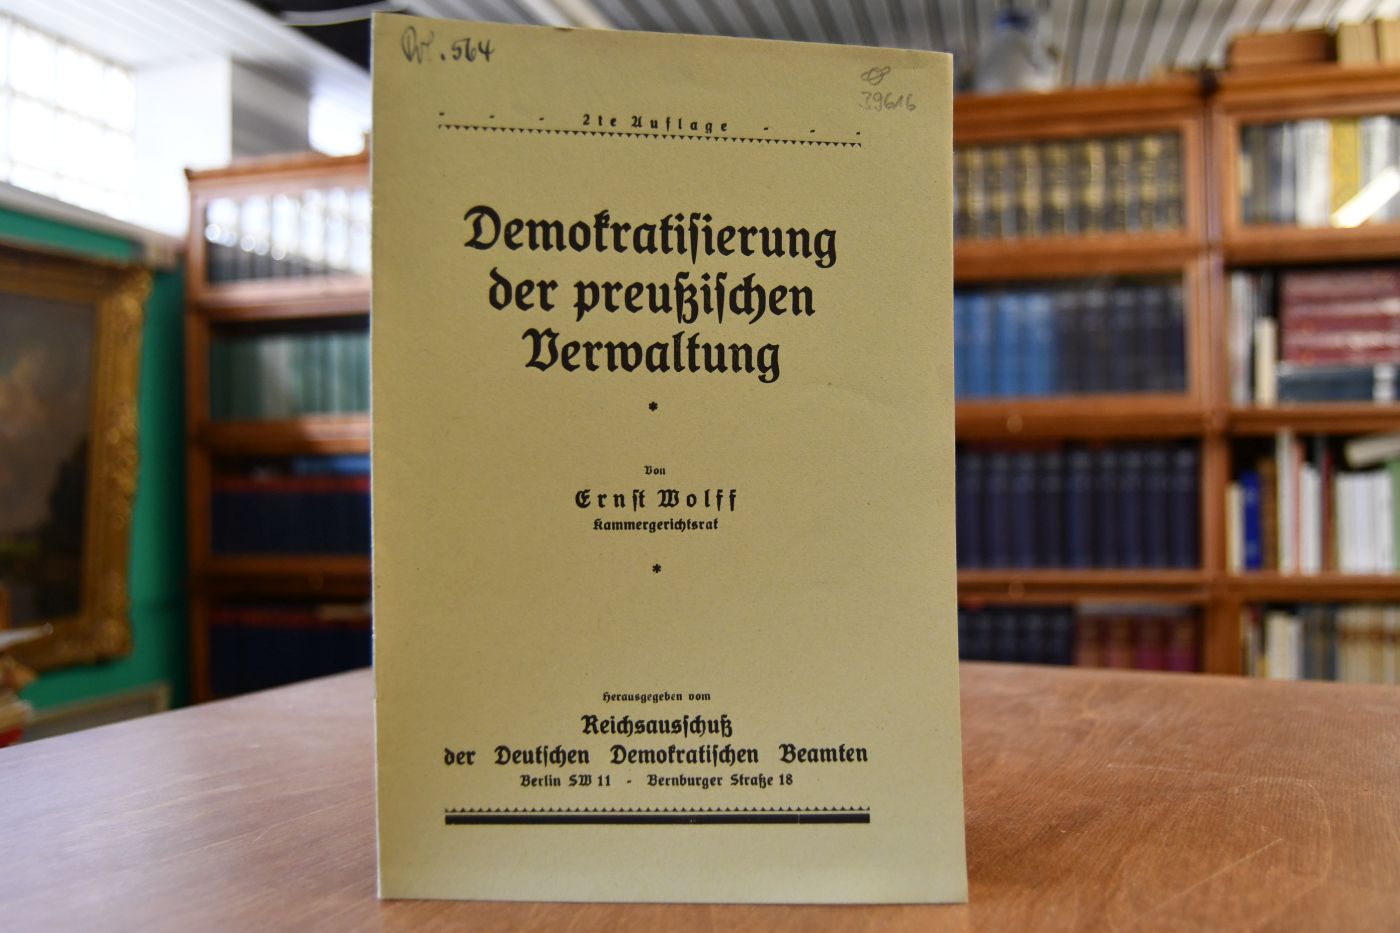 .564
39616
- - - 2te Auflage - - -
Demokratisierung
der preußischen
Verwaltung
*
Von
Ernst Wolff
Kammergerichtsrat
*
Herausgegeben vom
Reichsausschuß
der Deutschen Demokratischen Beamten
Berlin SW 11 - Bernburger Straße 18